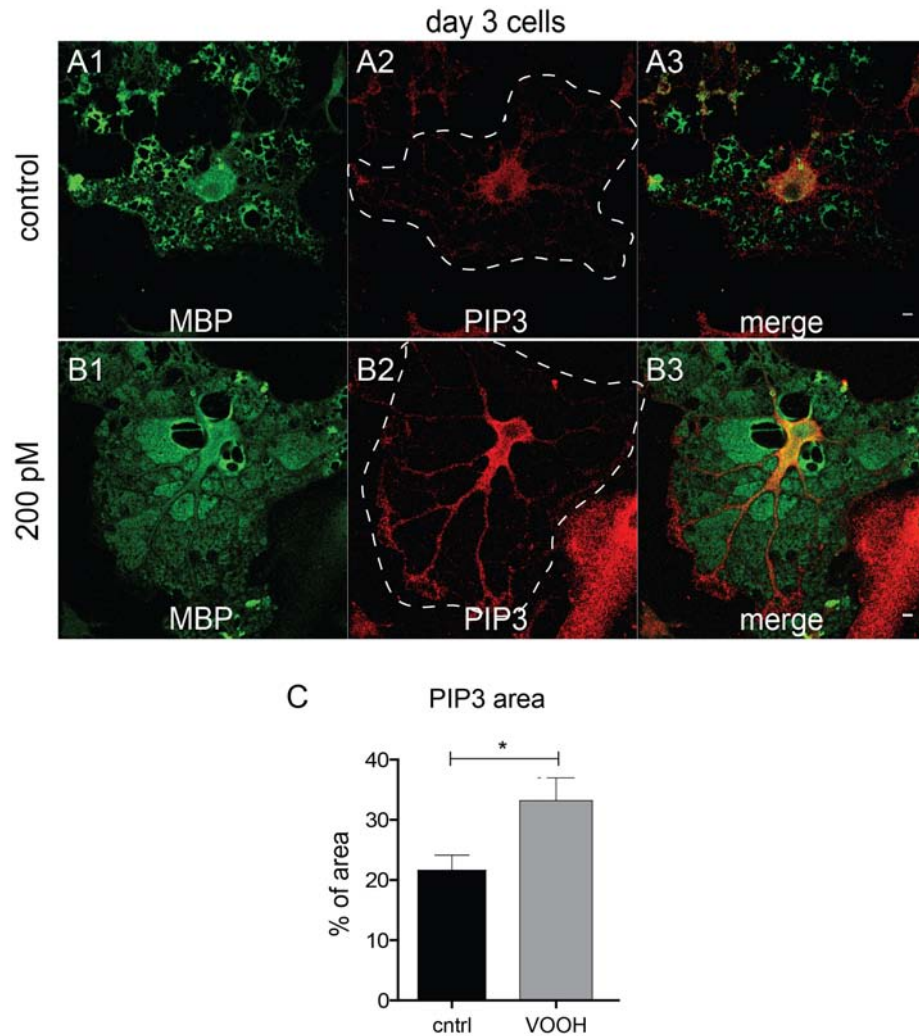 day 3 cells
control
A1 A2 A3
MBP PIP3 merge
200 pM
B1 B2 B3
MBP PIP3 merge
C PIP3 area
*
% of area
40
30
20
10
0
cntrl VOOH